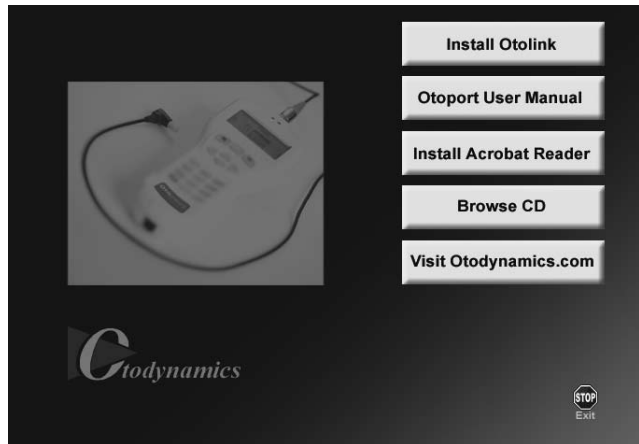 Install Otolink
Otoport User Manual
Install Acrobat Reader
Browse CD
Visit Otodynamics.com
Otodynamics
STOP
Exit